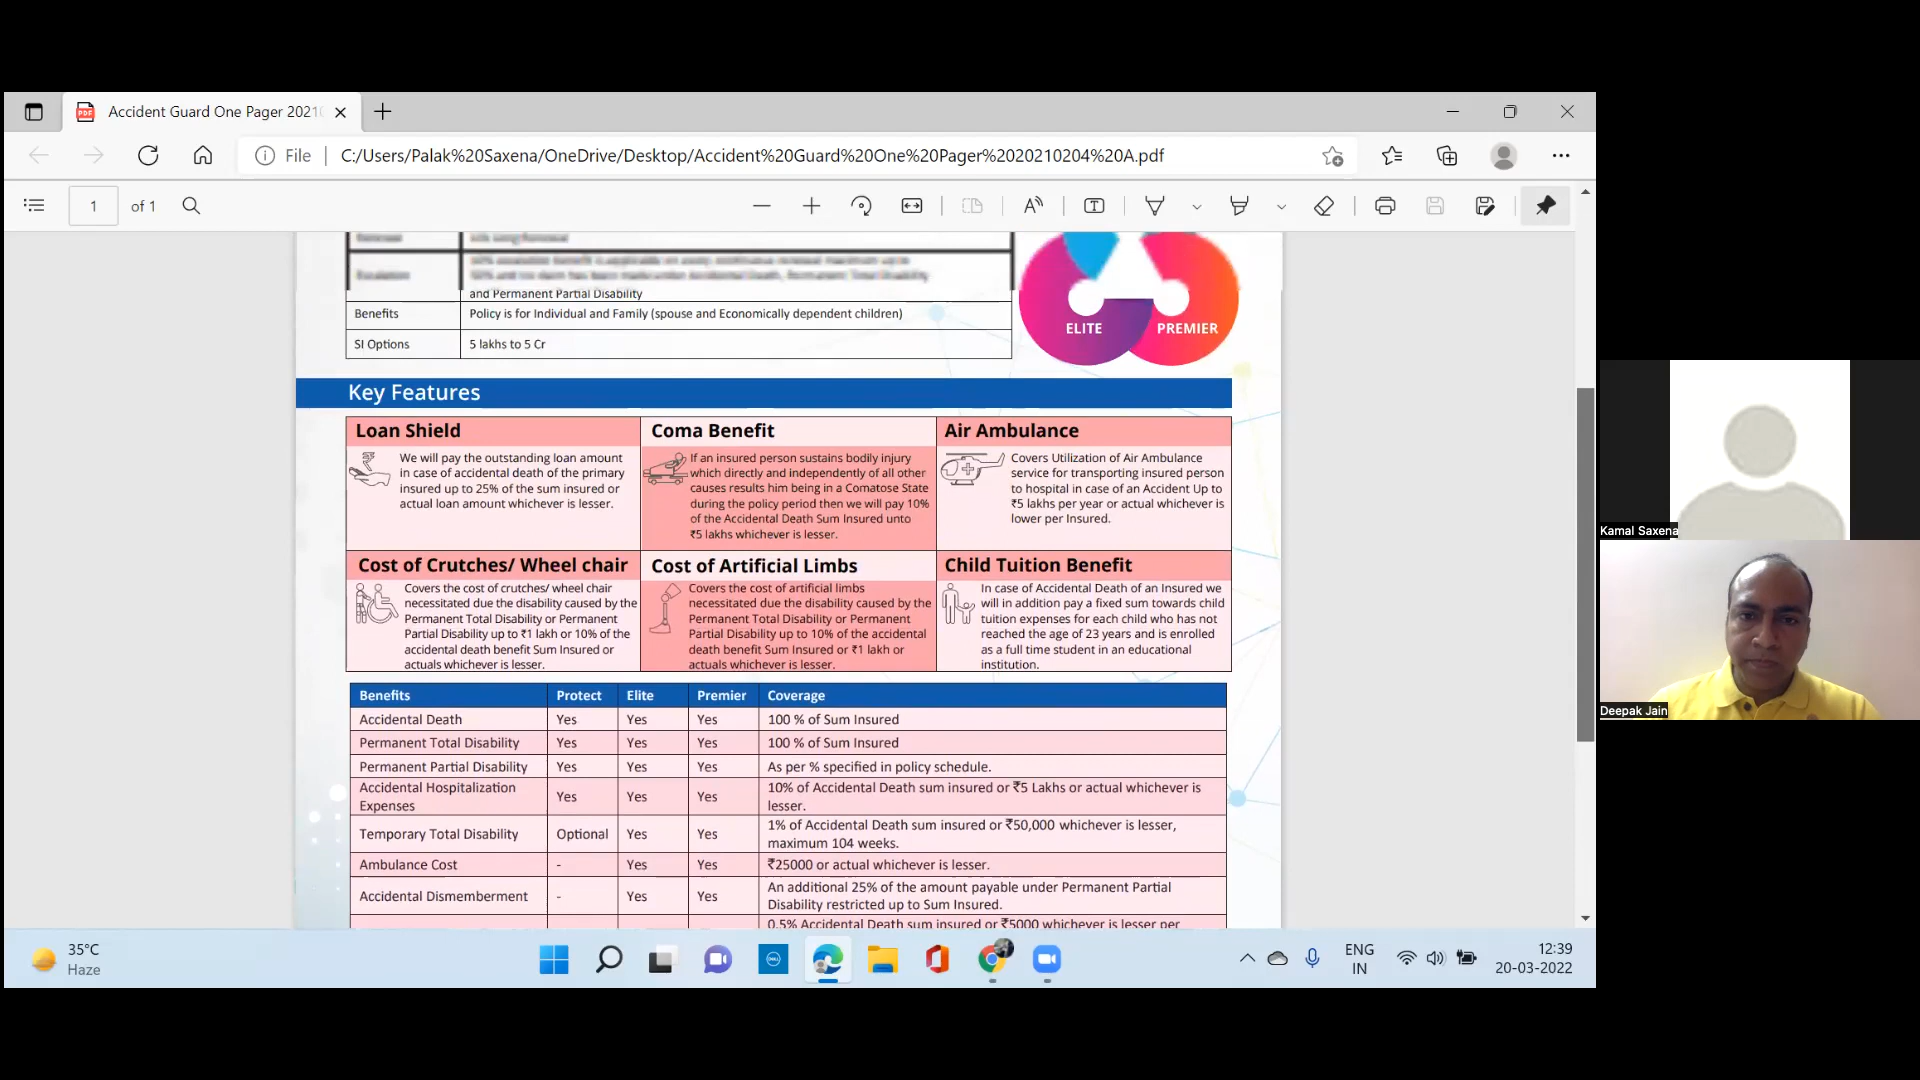 Accident Guard One Pager 20210
File
C:/Users/Palak%20Saxena/OneDrive/Desktop/Accident%20Guard%20One%20Pager%2020210204%20A.pdf
1
of 1
and Permanent Partial Disability
Benefits
Policy is for Individual and Family (spouse and Economically dependent children)
SI Options
5 lakhs to 5 Cr
ELITE
PREMIER
Key Features
Loan Shield
We will pay the outstanding loan amount
in case of accidental death of the primary
insured up to 25% of the sum insured or
actual loan amount whichever is lesser.
Coma Benefit
If an insured person sustains bodily injury
which directly and independently of all other
causes results him being in a Comatose State
during the policy period then we will pay 10%
of the Accidental Death Sum Insured unto
₹5 lakhs whichever is lesser.
Air Ambulance
Covers Utilization of Air Ambulance
service for transporting insured person
to hospital in case of an Accident Up to
₹5 lakhs per year or actual whichever is
lower per Insured.
Cost of Crutches/ Wheel chair
Covers the cost of crutches/ wheel chair
necessitated due the disability caused by the
Permanent Total Disability or Permanent
Partial Disability up to ₹1 lakh or 10% of the
accidental death benefit Sum Insured or
actuals whichever is lesser.
Cost of Artificial Limbs
Covers the cost of artificial limbs
necessitated due the disability caused by the
Permanent Total Disability or Permanent
Partial Disability up to 10% of the accidental
death benefit Sum Insured or ₹1 lakh or
actuals whichever is lesser.
Child Tuition Benefit
In case of Accidental Death of an Insured we
will in addition pay a fixed sum towards child
tuition expenses for each child who has not
reached the age of 23 years and is enrolled
as a full time student in an educational
institution.
Benefits Protect Elite Premier Coverage
Accidental Death Yes Yes Yes 100 % of Sum Insured
Permanent Total Disability Yes Yes Yes 100 % of Sum Insured
Permanent Partial Disability Yes Yes Yes As per % specified in policy schedule.
Accidental Hospitalization
Expenses
Yes Yes Yes
10% of Accidental Death sum insured or ₹5 Lakhs or actual whichever is
lesser.
Temporary Total Disability Optional Yes Yes
1% of Accidental Death sum insured or ₹50,000 whichever is lesser,
maximum 104 weeks.
Ambulance Cost - Yes Yes ₹25000 or actual whichever is lesser.
Accidental Dismemberment - Yes Yes
An additional 25% of the amount payable under Permanent Partial
Disability restricted up to Sum Insured.
0.5% Accidental Death sum insured or ₹5000 whichever is lesser per
Kamal Saxena
Deepak Jain
35°C
Haze
ENG
IN
12:39
20-03-2022